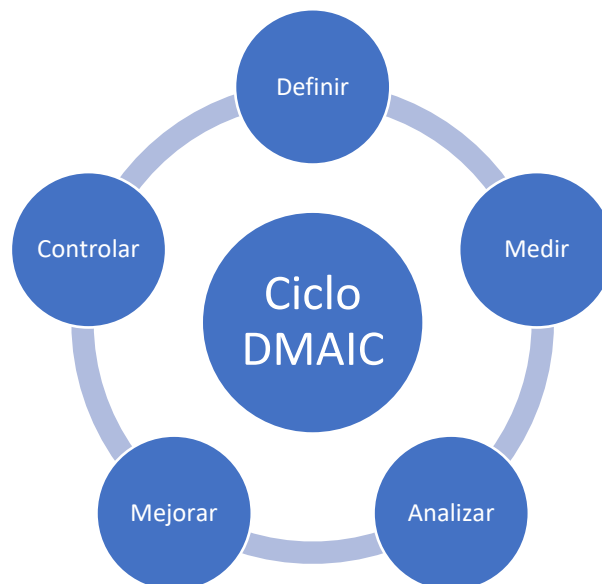 Definir
Medir
Analizar
Mejorar
Controlar
Ciclo
DMAIC